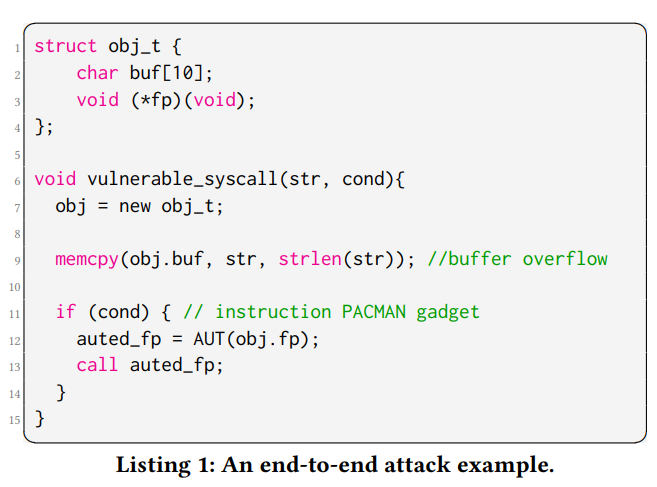 1 struct obj_t {
2     char buf[10];
3     void (*fp)(void);
4 };
5
6 void vulnerable_syscall(str, cond){
7   obj = new obj_t;
8
9   memcpy(obj.buf, str, strlen(str)); //buffer overflow
10
11   if (cond) { // instruction PACMAN gadget
12     auted_fp = AUT(obj.fp);
13     call auted_fp;
14   }
15 }
Listing 1: An end-to-end attack example.